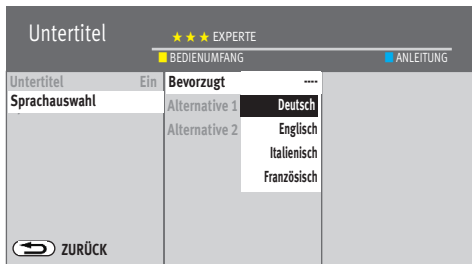 Untertitel
★ ★ ★ EXPERTE
BEDIENUMFANG
ANLEITUNG
Untertitel Ein
Sprachauswahl
Bevorzugt ----
Alternative 1
Alternative 2
Deutsch
Englisch
Italienisch
Französisch
ZURÜCK